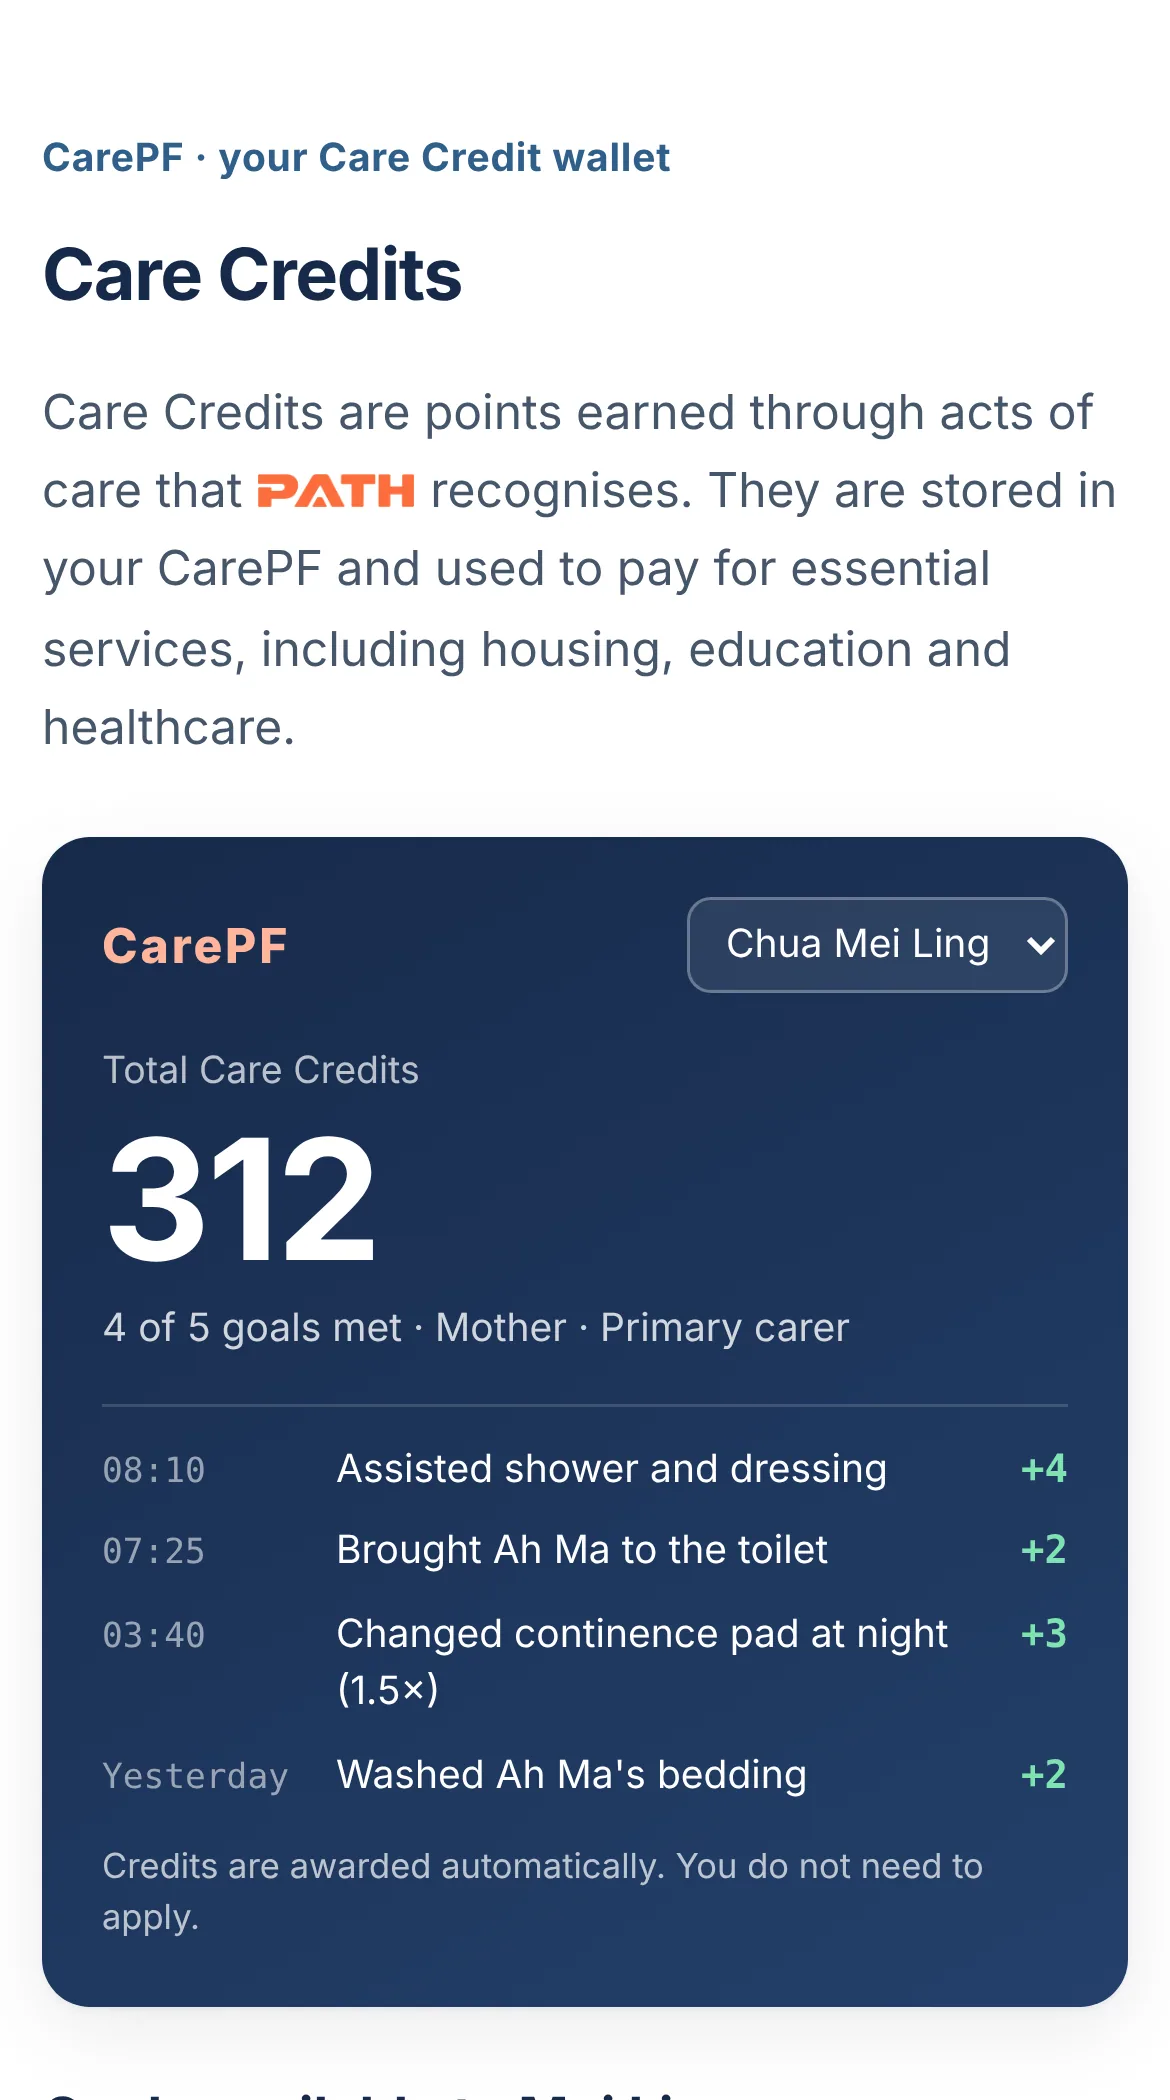 CarePF · your Care Credit wallet
Care Credits
Care Credits are points earned through acts of
care that PATH recognises. They are stored in
your CarePF and used to pay for essential
services, including housing, education and
healthcare.
CarePF
Chua Mei Ling
Total Care Credits
312
4 of 5 goals met · Mother · Primary carer
08:10 Assisted shower and dressing +4
07:25 Brought Ah Ma to the toilet +2
03:40 Changed continence pad at night +3
(1.5×)
Yesterday Washed Ah Ma's bedding +2
Credits are awarded automatically. You do not need to
apply.